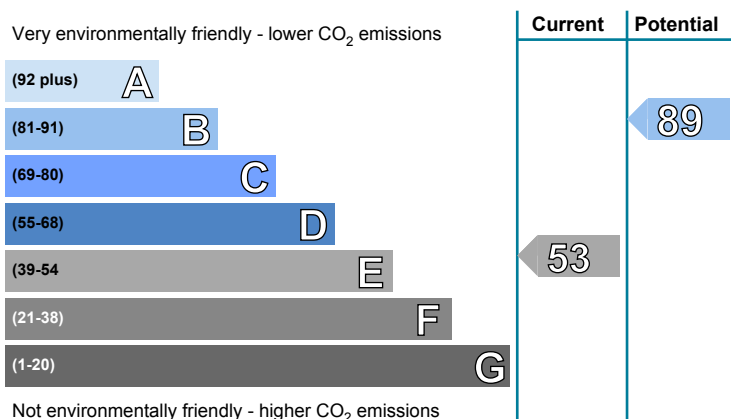 Very environmentally friendly - lower CO2 emissions
Current
Potential
(92 plus) A
(81-91) B
89
(69-80) C
(55-68) D
(39-54 E
53
(21-38) F
(1-20) G
Not environmentally friendly - higher CO2 emissions